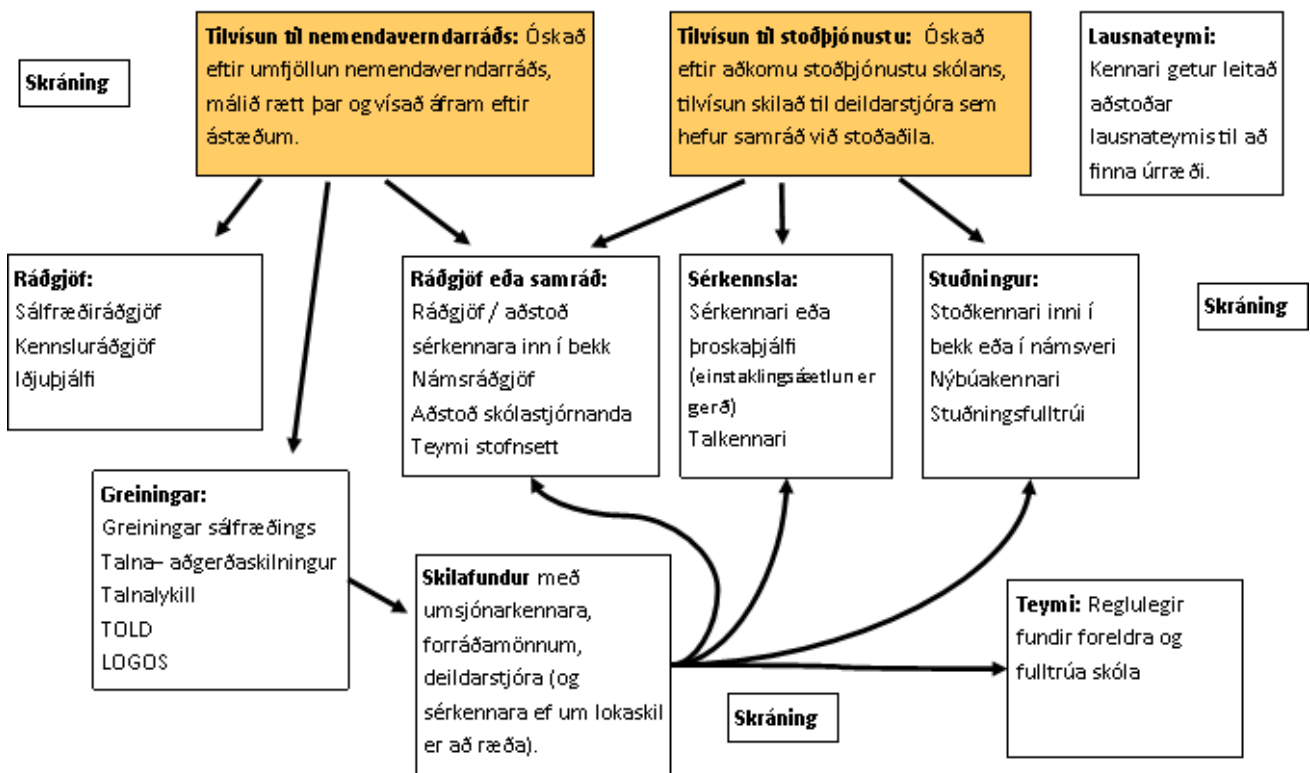 Skráning
Tilvísun til nemendaverndarráðs: Óskað
eftir umfjöllun nemendaverndarráðs,
málið rætt þar og vísað áfram eftir
ástæðum.
Tilvísun til stoðþjónustu: Óskað
eftir aðkomu stoðþjónustu skólans,
tilvísun skilað til deildarstjóra sem
hefur samráð við stoðaðila.
Lausnateymi:
Kennari getur leitað
aðstoðar
lausnateymis til að
finna úrræði.
Ráðgjöf:
Sálfræðiráðgjöf
Kennsluráðgjöf
Iðjuþjálfi
Ráðgjöf eða samráð:
Ráðgjöf / aðstoð
sérkennara inn í bekk
Námsráðgjöf
Aðstoð skólastjórnanda
Teymi stofnsett
Sérkennsla:
Sérkennari eða
þroskaþjálfi
(einstaklingsáætlun er
gerð)
Talkennari
Stuðningur:
Stoðkennari inni í
bekk eða í námsveri
Nýbúakennari
Stuðningsfulltrúi
Skráning
Greiningar:
Greiningar sálfræðings
Talna– aðgerðaskilningur
Talnalykill
TOLD
LOGOS
Skilafundur með
umsjónarkennara,
forráðamönnum,
deildarstjóra (og
sérkennara ef um lokaskil
er að ræða).
Skráning
Teymi: Reglulegir
fundir foreldra og
fulltrúa skóla